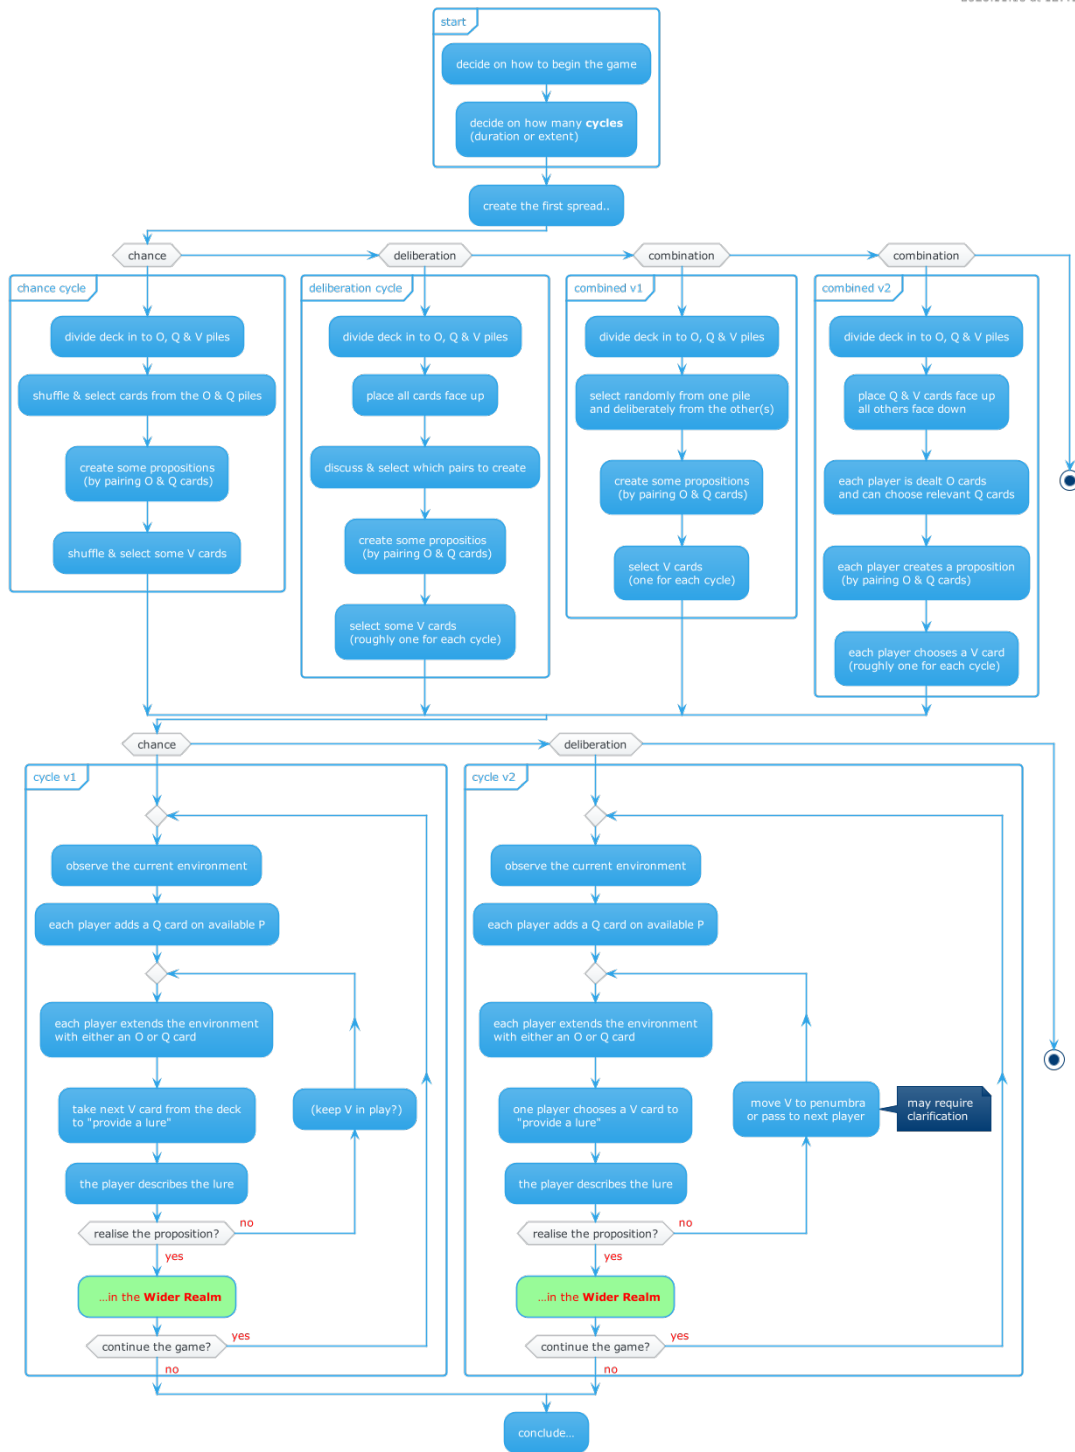 start
decide on how to begin the game
decide on how many cycles
(duration or extent)
create the first spread..
chance
deliberation
combination
combination
chance cycle
divide deck in to O, Q & V piles
shuffle & select cards from the O & Q piles
create some propositions
(by pairing O & Q cards)
shuffle & select some V cards
deliberation cycle
divide deck in to O, Q & V piles
place all cards face up
discuss & select which pairs to create
create some propositios
(by pairing O & Q cards)
select some V cards
(roughly one for each cycle)
combined v1
divide deck in to O, Q & V piles
select randomly from one pile
and deliberately from the other(s)
create some propositions
(by pairing O & Q cards)
select V cards
(one for each cycle)
combined v2
divide deck in to O, Q & V piles
place Q & V cards face up
all others face down
each player is dealt O cards
and can choose relevant Q cards
each player creates a proposition
(by pairing O & Q cards)
each player chooses a V card
(roughly one for each cycle)
chance
deliberation
cycle v1
observe the current environment
each player adds a Q card on available P
each player extends the environment
with either an O or Q card
take next V card from the deck
to "provide a lure"
(keep V in play?)
the player describes the lure
realise the proposition?
no
yes
...in the Wider Realm
continue the game?
yes
no
cycle v2
observe the current environment
each player adds a Q card on available P
each player extends the environment
with either an O or Q card
one player chooses a V card to
"provide a lure"
move V to penumbra
or pass to next player
may require
clarification
the player describes the lure
realise the proposition?
no
yes
...in the Wider Realm
continue the game?
yes
no
conclude...